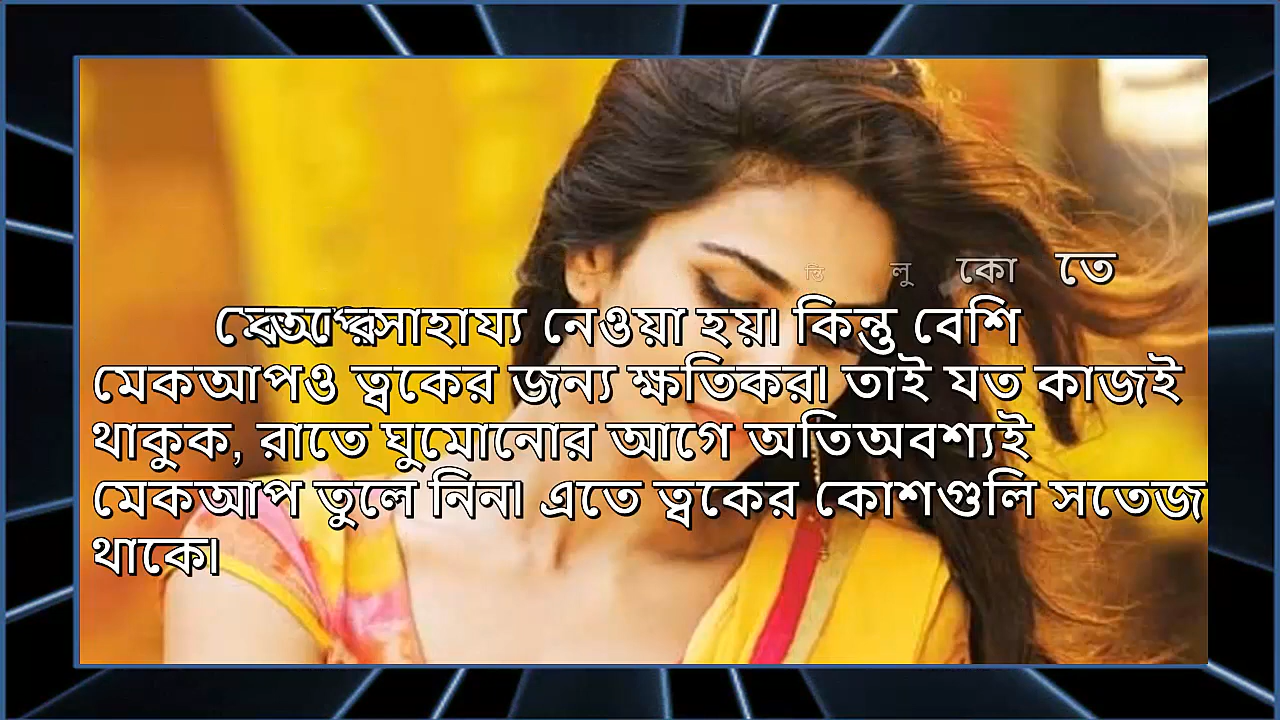 লুকোতে
সাহায্য নেওয়া হয়। কিন্তু বেশি
মেকআপও ত্বকের জন্য ক্ষতিকর। তাই যত কাজই
থাকুক, রাতে ঘুমোনোর আগে অতিঅবশ্যই
মেকআপ তুলে নিন। এতে ত্বকের কোশগুলি সতেজ
থাকে।